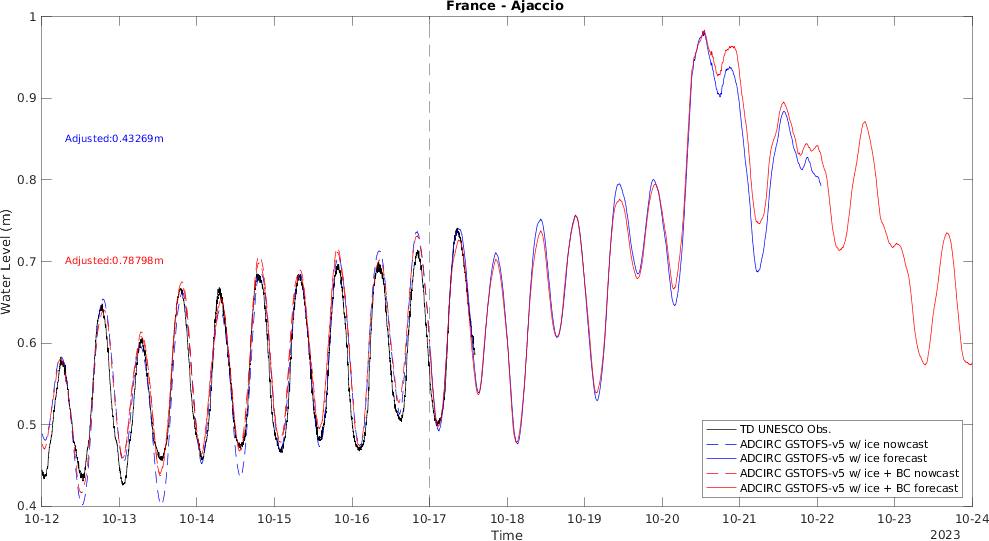 France - Ajaccio
Water Level (m)
1
0.9
0.8
0.7
0.6
0.5
0.4
Adjusted:0.43269m
Adjusted:0.78798m
TD UNESCO Obs.
ADCIRC GSTOFS-v5 w/ ice nowcast
ADCIRC GSTOFS-v5 w/ ice forecast
ADCIRC GSTOFS-v5 w/ ice + BC nowcast
ADCIRC GSTOFS-v5 w/ ice + BC forecast
10-12 10-13 10-14 10-15 10-16 10-17 10-18 10-19 10-20 10-21 10-22 10-23 10-24
Time
2023